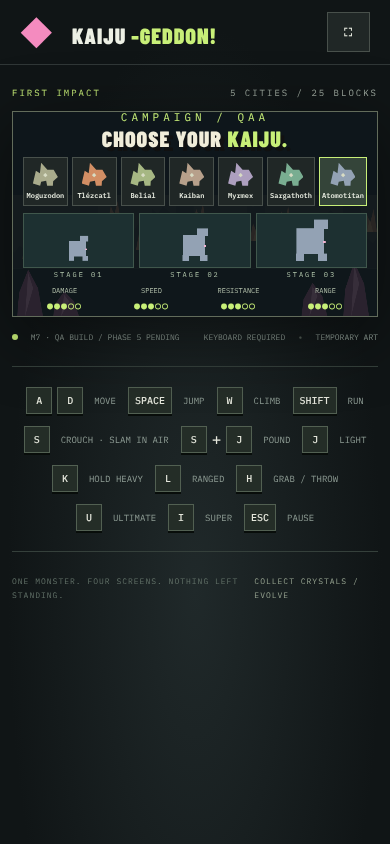 KAIJU -GEDDON!
FIRST IMPACT 5 CITIES / 25 BLOCKS
CAMPAIGN / QAA
CHOOSE YOUR KAIJU.
Moguzodon Tlézcatl Belial Kaiban Myrmex Sargathoth Atomotitan
STAGE 01 STAGE 02 STAGE 03
DAMAGE SPEED RESISTANCE RANGE
M7 · QA BUILD / PHASE 5 PENDING KEYBOARD REQUIRED · TEMPORARY ART
A D MOVE SPACE JUMP W CLIMB SHIFT RUN
S CROUCH · SLAM IN AIR S + J POUND J LIGHT
K HOLD HEAVY L RANGED H GRAB / THROW
U ULTIMATE I SUPER ESC PAUSE
ONE MONSTER. FOUR SCREENS. NOTHING LEFT STANDING.
COLLECT CRYSTALS / EVOLVE